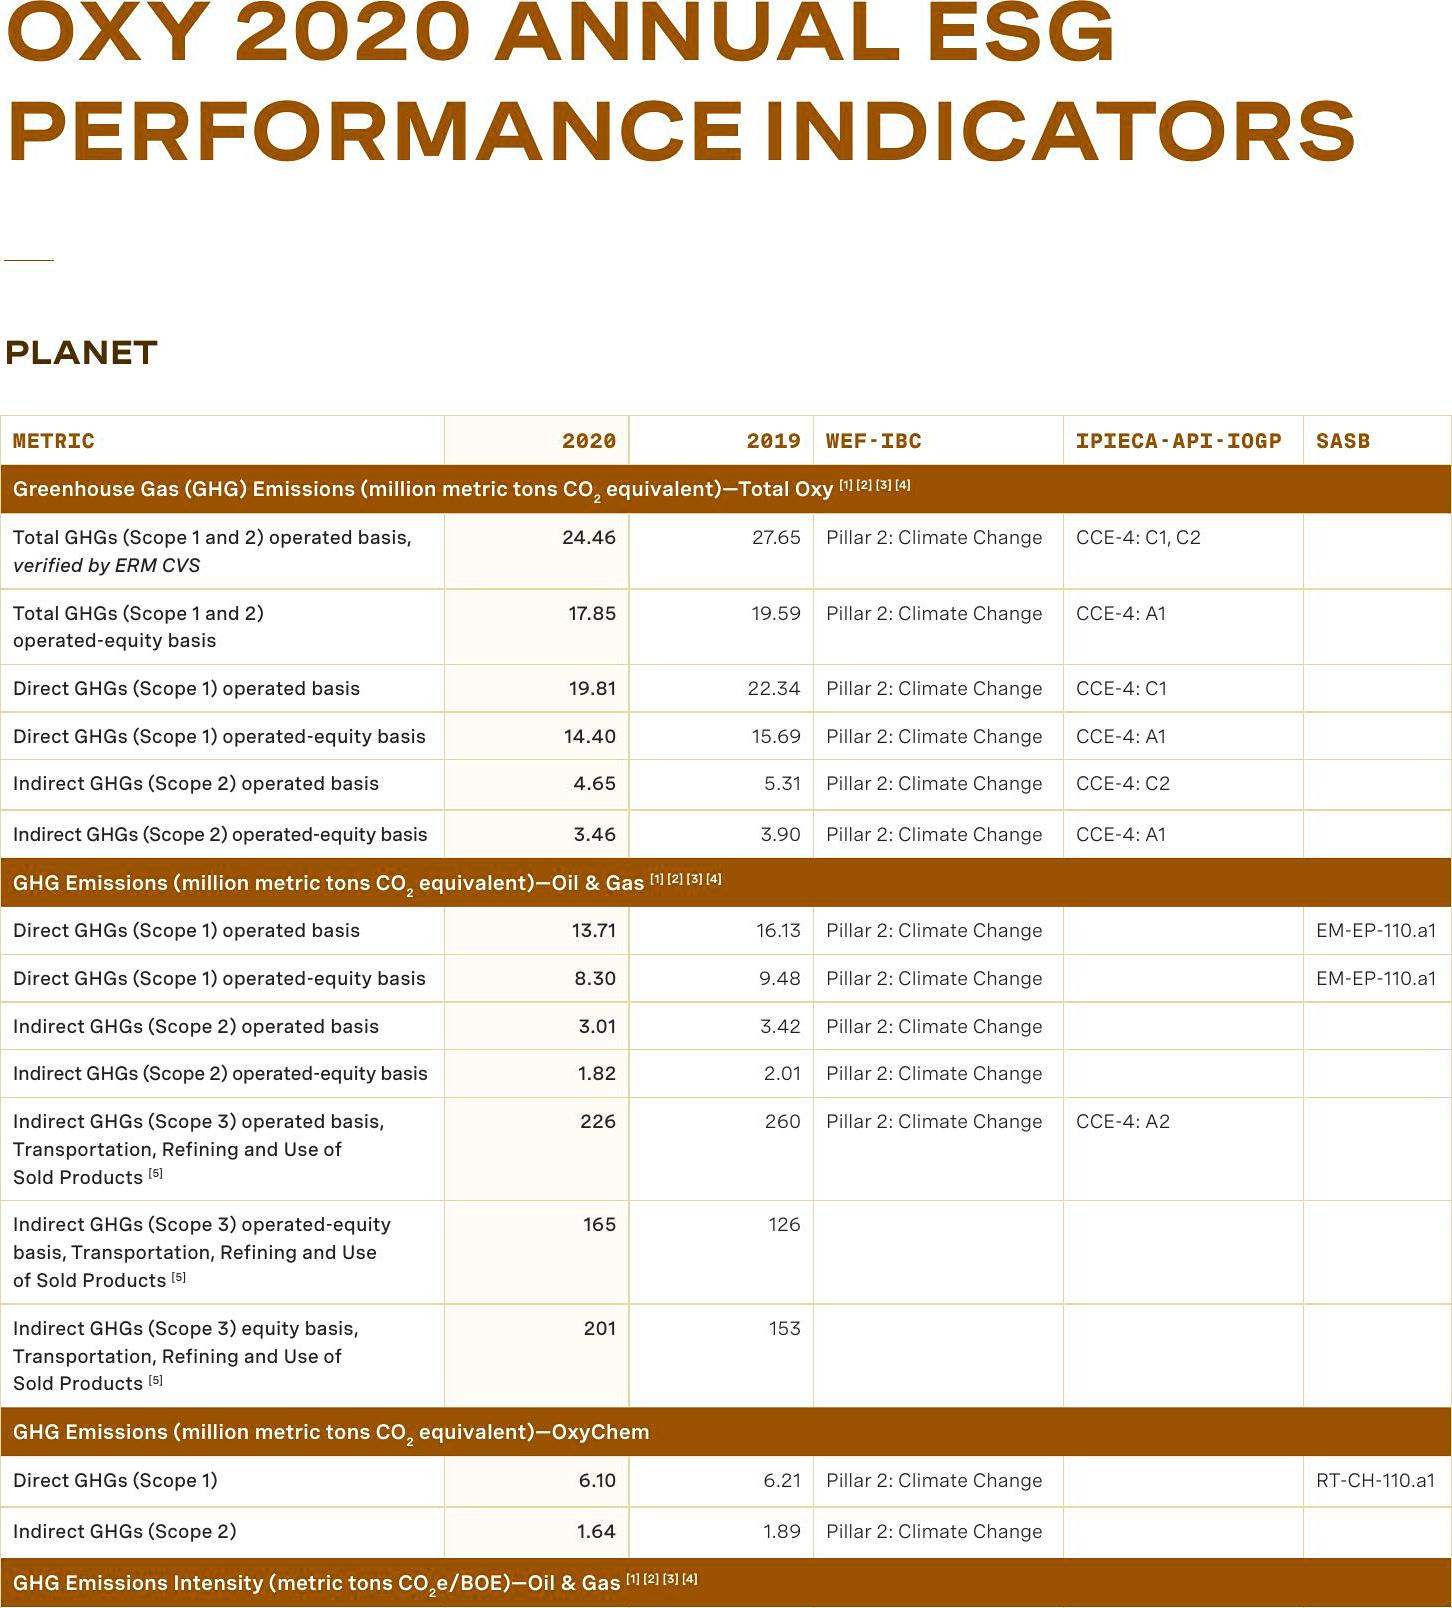 OXY 2020 ANNUAL ESG
PERFORMANCE INDICATORS
PLANET
METRIC 2020 2019 WEF-IBC IPIECA-API-IOGP SASB
Greenhouse Gas (GHG) Emissions (million metric tons CO2 equivalent)—Total Oxy [1] [2] [3] [4]
Total GHGs (Scope 1 and 2) operated basis, 24.46 27.65 Pillar 2: Climate Change CCE-4: C1, C2
verified by ERM CVS
Total GHGs (Scope 1 and 2) 17.85 19.59 Pillar 2: Climate Change CCE-4: A1
operated-equity basis
Direct GHGs (Scope 1) operated basis 19.81 22.34 Pillar 2: Climate Change CCE-4: C1
Direct GHGs (Scope 1) operated-equity basis 14.40 15.69 Pillar 2: Climate Change CCE-4: A1
Indirect GHGs (Scope 2) operated basis 4.65 5.31 Pillar 2: Climate Change CCE-4: C2
Indirect GHGs (Scope 2) operated-equity basis 3.46 3.90 Pillar 2: Climate Change CCE-4: A1
GHG Emissions (million metric tons CO2 equivalent)—Oil & Gas [1] [2] [3] [4]
Direct GHGs (Scope 1) operated basis 13.71 16.13 Pillar 2: Climate Change EM-EP-110.a1
Direct GHGs (Scope 1) operated-equity basis 8.30 9.48 Pillar 2: Climate Change EM-EP-110.a1
Indirect GHGs (Scope 2) operated basis 3.01 3.42 Pillar 2: Climate Change
Indirect GHGs (Scope 2) operated-equity basis 1.82 2.01 Pillar 2: Climate Change
Indirect GHGs (Scope 3) operated basis, 226 260 Pillar 2: Climate Change CCE-4: A2
Transportation, Refining and Use of
Sold Products [5]
Indirect GHGs (Scope 3) operated-equity 165 126
basis, Transportation, Refining and Use
of Sold Products [5]
Indirect GHGs (Scope 3) equity basis, 201 153
Transportation, Refining and Use of
Sold Products [5]
GHG Emissions (million metric tons CO2 equivalent)—OxyChem
Direct GHGs (Scope 1) 6.10 6.21 Pillar 2: Climate Change RT-CH-110.a1
Indirect GHGs (Scope 2) 1.64 1.89 Pillar 2: Climate Change
GHG Emissions Intensity (metric tons CO2e/BOE)—Oil & Gas [1] [2] [3] [4]